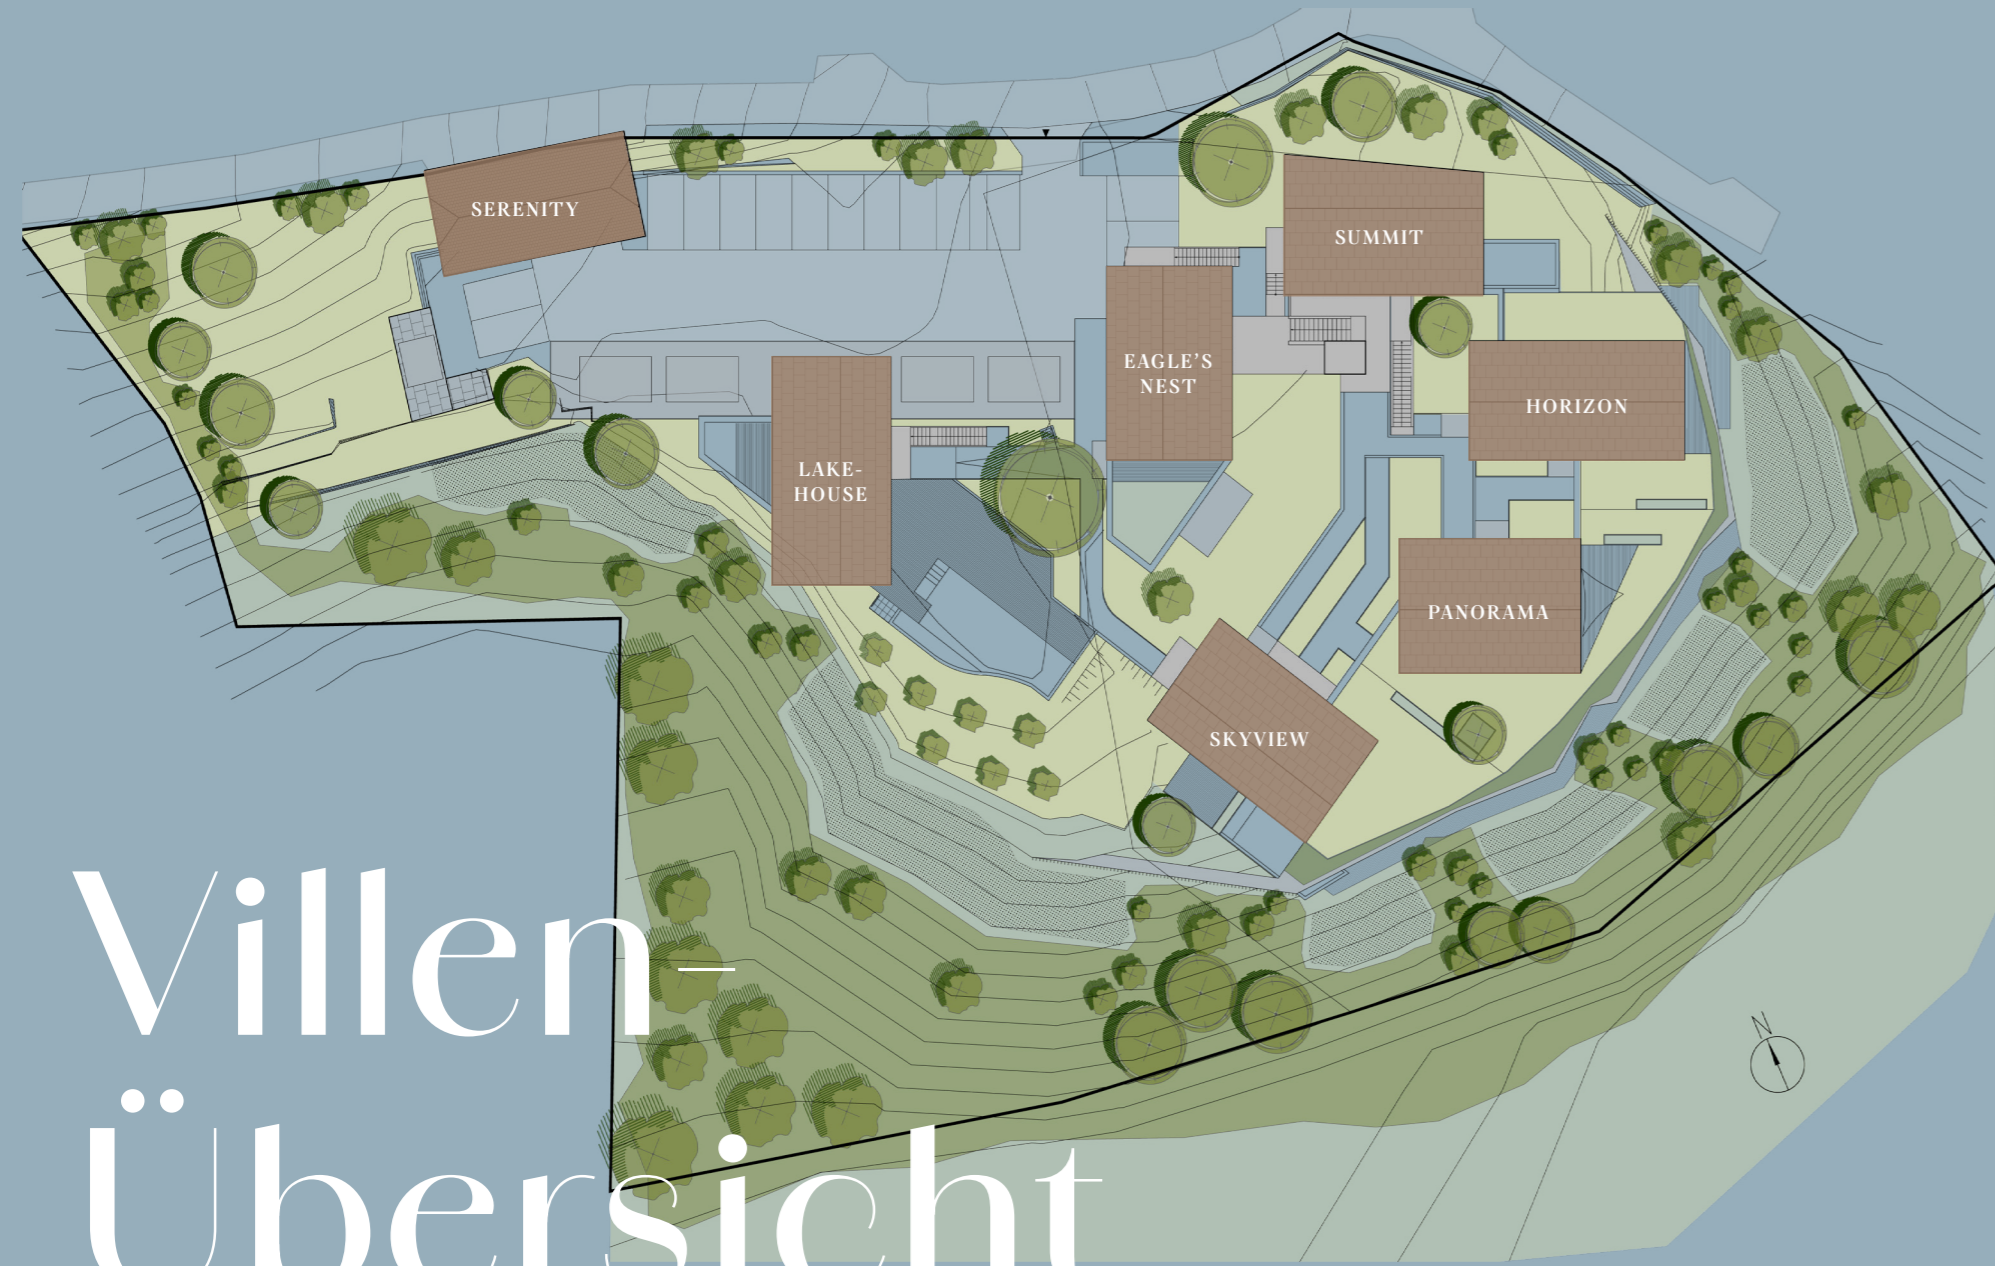 SERENITY
SUMMIT
EAGLE'S
NEST
HORIZON
LAKE-
HOUSE
PANORAMA
SKYVIEW
N
Villen–
Übersicht